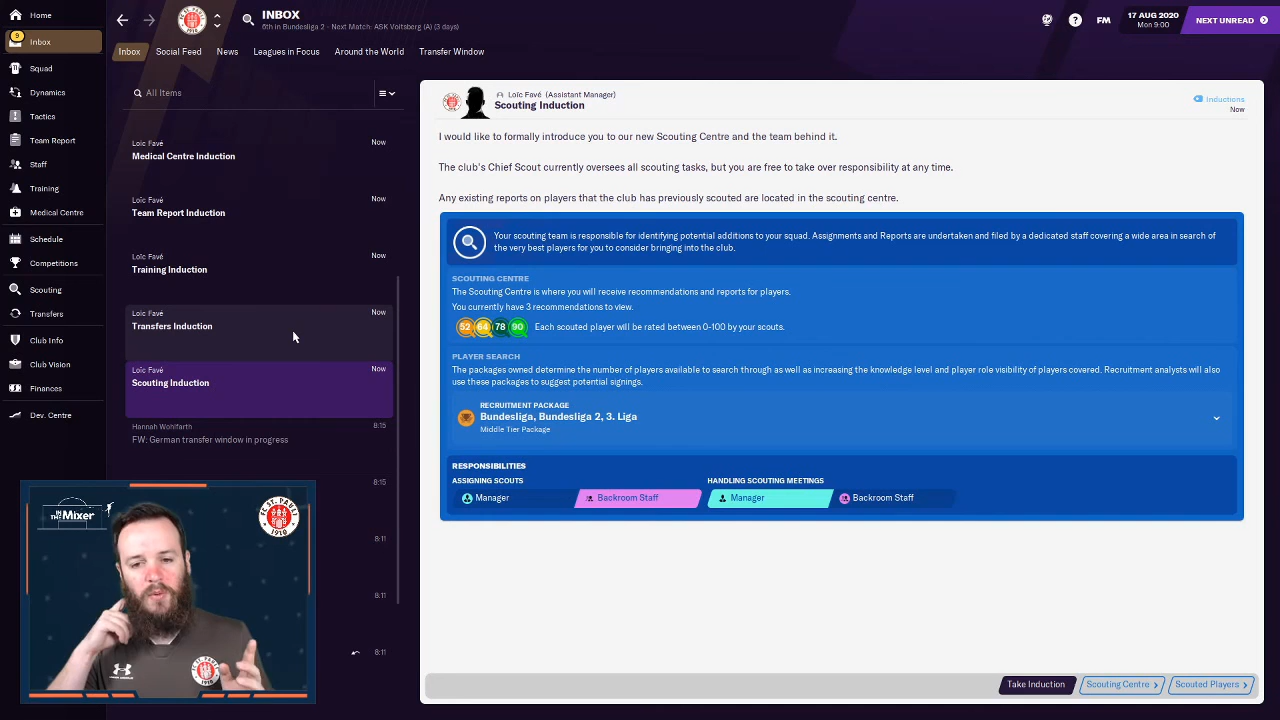 Home
INBOX
6th in Bundesliga 2 - Next Match: ASK Voitsberg (A) (3 days)
FM
17 AUG 2020
Mon 9:00
NEXT UNREAD
9
Inbox
Inbox
Social Feed
News
Leagues in Focus
Around the World
Transfer Window
Squad
Dynamics
Tactics
Team Report
Staff
Training
Medical Centre
Schedule
Competitions
Scouting
Transfers
Club Info
Club Vision
Finances
Dev. Centre
All Items
Loïc Favé
Now
Medical Centre Induction
Loïc Favé
Now
Team Report Induction
Loïc Favé
Now
Training Induction
Loïc Favé
Now
Transfers Induction
Loïc Favé
Now
Scouting Induction
Hannah Wohlfarth
8:15
FW: German transfer window in progress
8:15
8:11
8:11
8:11
Loïc Favé (Assistant Manager)
Scouting Induction
Inductions
Now
I would like to formally introduce you to our new Scouting Centre and the team behind it.
The club's Chief Scout currently oversees all scouting tasks, but you are free to take over responsibility at any time.
Any existing reports on players that the club has previously scouted are located in the scouting centre.
Your scouting team is responsible for identifying potential additions to your squad. Assignments and Reports are undertaken and filed by a dedicated staff covering a wide area in search of
the very best players for you to consider bringing into the club.
SCOUTING CENTRE
The Scouting Centre is where you will receive recommendations and reports for players.
You currently have 3 recommendations to view.
52 64 78 90 Each scouted player will be rated between 0-100 by your scouts.
PLAYER SEARCH
The packages owned determine the number of players available to search through as well as increasing the knowledge level and player role visibility of players covered. Recruitment analysts will also
use these packages to suggest potential signings.
RECRUITMENT PACKAGE
Bundesliga, Bundesliga 2, 3. Liga
Middle Tier Package
RESPONSIBILITIES
ASSIGNING SCOUTS
HANDLING SCOUTING MEETINGS
Manager
Backroom Staff
Manager
Backroom Staff
Take Induction
Scouting Centre
Scouted Players
IN THE Mixer
FC ST. PAULI
1910
UNDER ARMOUR